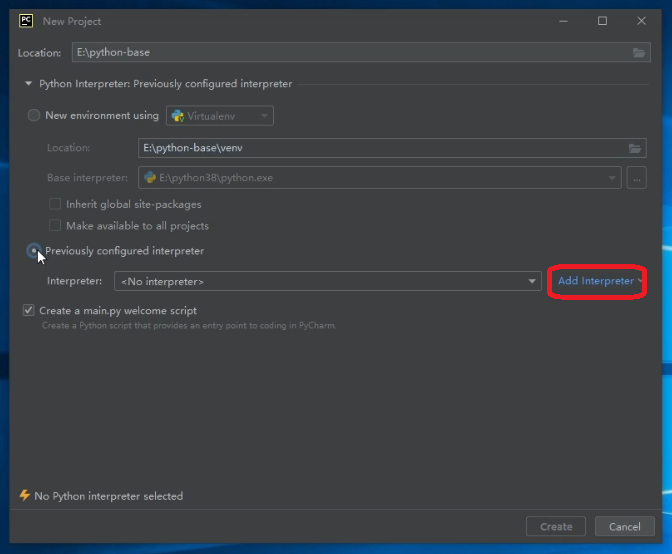 PC New Project
Location: E:\python-base
Python Interpreter: Previously configured interpreter
New environment using Virtualenv
Location: E:\python-base\venv
Base interpreter: E:\python38\python.exe ...
Inherit global site-packages
Make available to all projects
Previously configured interpreter
Interpreter: <No interpreter> Add Interpreter
Create a main.py welcome script
Create a Python script that provides an entry point to coding in PyCharm.
No Python interpreter selected
Create Cancel